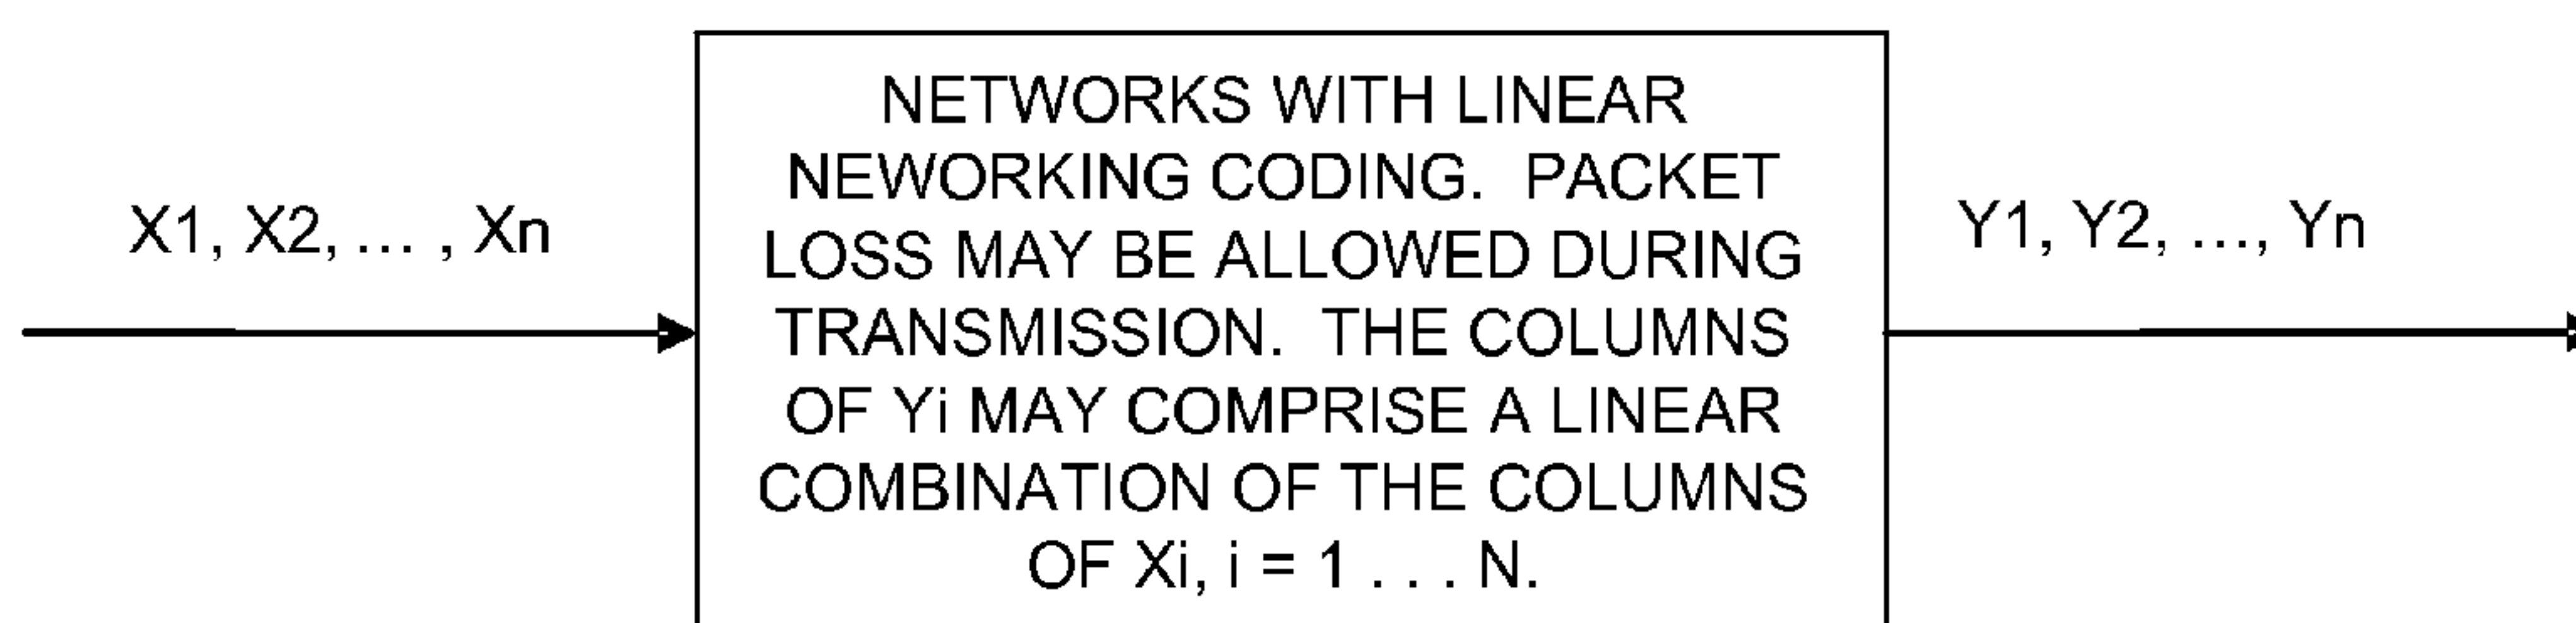 X1, X2, ... , Xn
NETWORKS WITH LINEAR
NEWORKING CODING. PACKET
LOSS MAY BE ALLOWED DURING
TRANSMISSION. THE COLUMNS
OF Yi MAY COMPRISE A LINEAR
COMBINATION OF THE COLUMNS
OF Xi, i = 1 . . . N.
Y1, Y2, ..., Yn